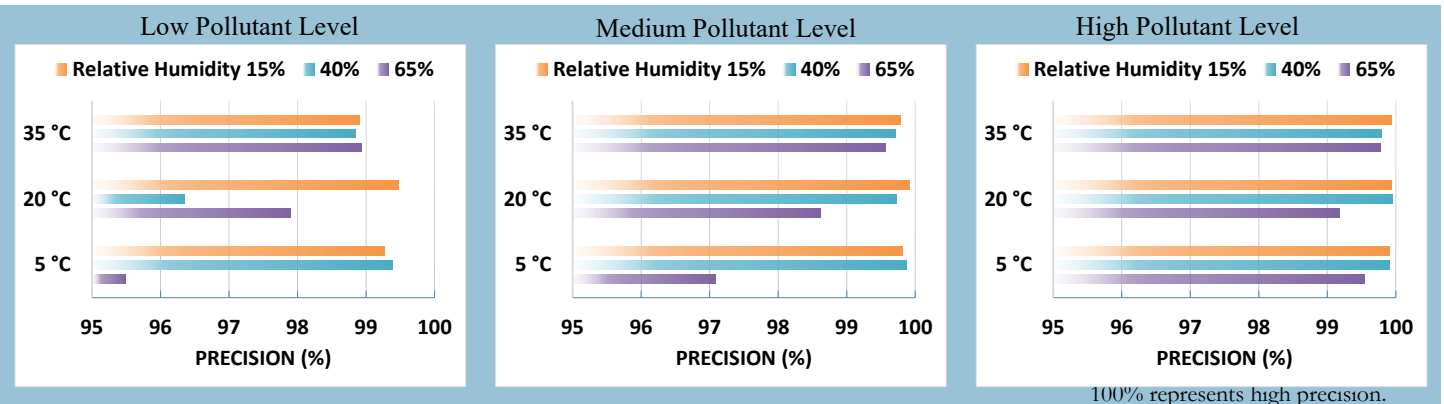 Low Pollutant Level
Relative Humidity 15% 40% 65%
35 °C
20 °C
5 °C
95 96 97 98 99 100
PRECISION (%)
Medium Pollutant Level
Relative Humidity 15% 40% 65%
35 °C
20 °C
5 °C
95 96 97 98 99 100
PRECISION (%)
High Pollutant Level
Relative Humidity 15% 40% 65%
35 °C
20 °C
5 °C
95 96 97 98 99 100
PRECISION (%)
100% represents high precision.